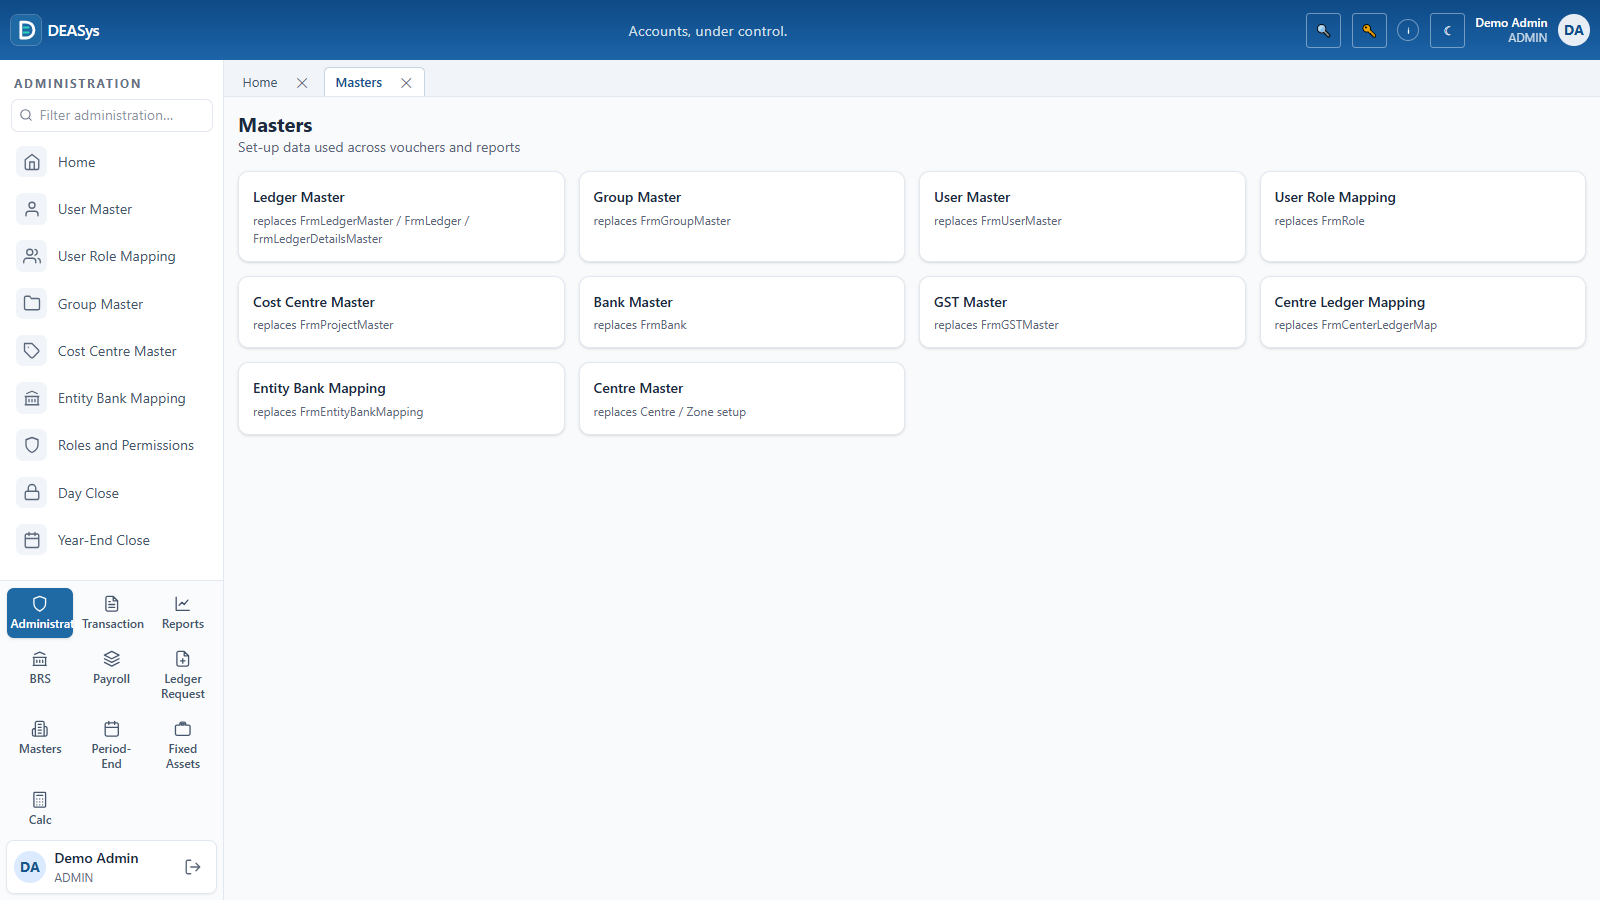 DEASys
Accounts, under control.
Demo Admin
ADMIN
DA
ADMINISTRATION
Filter administration...
Home
User Master
User Role Mapping
Group Master
Cost Centre Master
Entity Bank Mapping
Roles and Permissions
Day Close
Year-End Close
Administrat
Transaction
Reports
BRS
Payroll
Ledger
Request
Masters
Period-
End
Fixed
Assets
Calc
DA
Demo Admin
ADMIN
Home
Masters
Masters
Set-up data used across vouchers and reports
Ledger Master
replaces FrmLedgerMaster / FrmLedger /
FrmLedgerDetailsMaster
Group Master
replaces FrmGroupMaster
User Master
replaces FrmUserMaster
User Role Mapping
replaces FrmRole
Cost Centre Master
replaces FrmProjectMaster
Bank Master
replaces FrmBank
GST Master
replaces FrmGSTMaster
Centre Ledger Mapping
replaces FrmCenterLedgerMap
Entity Bank Mapping
replaces FrmEntityBankMapping
Centre Master
replaces Centre / Zone setup